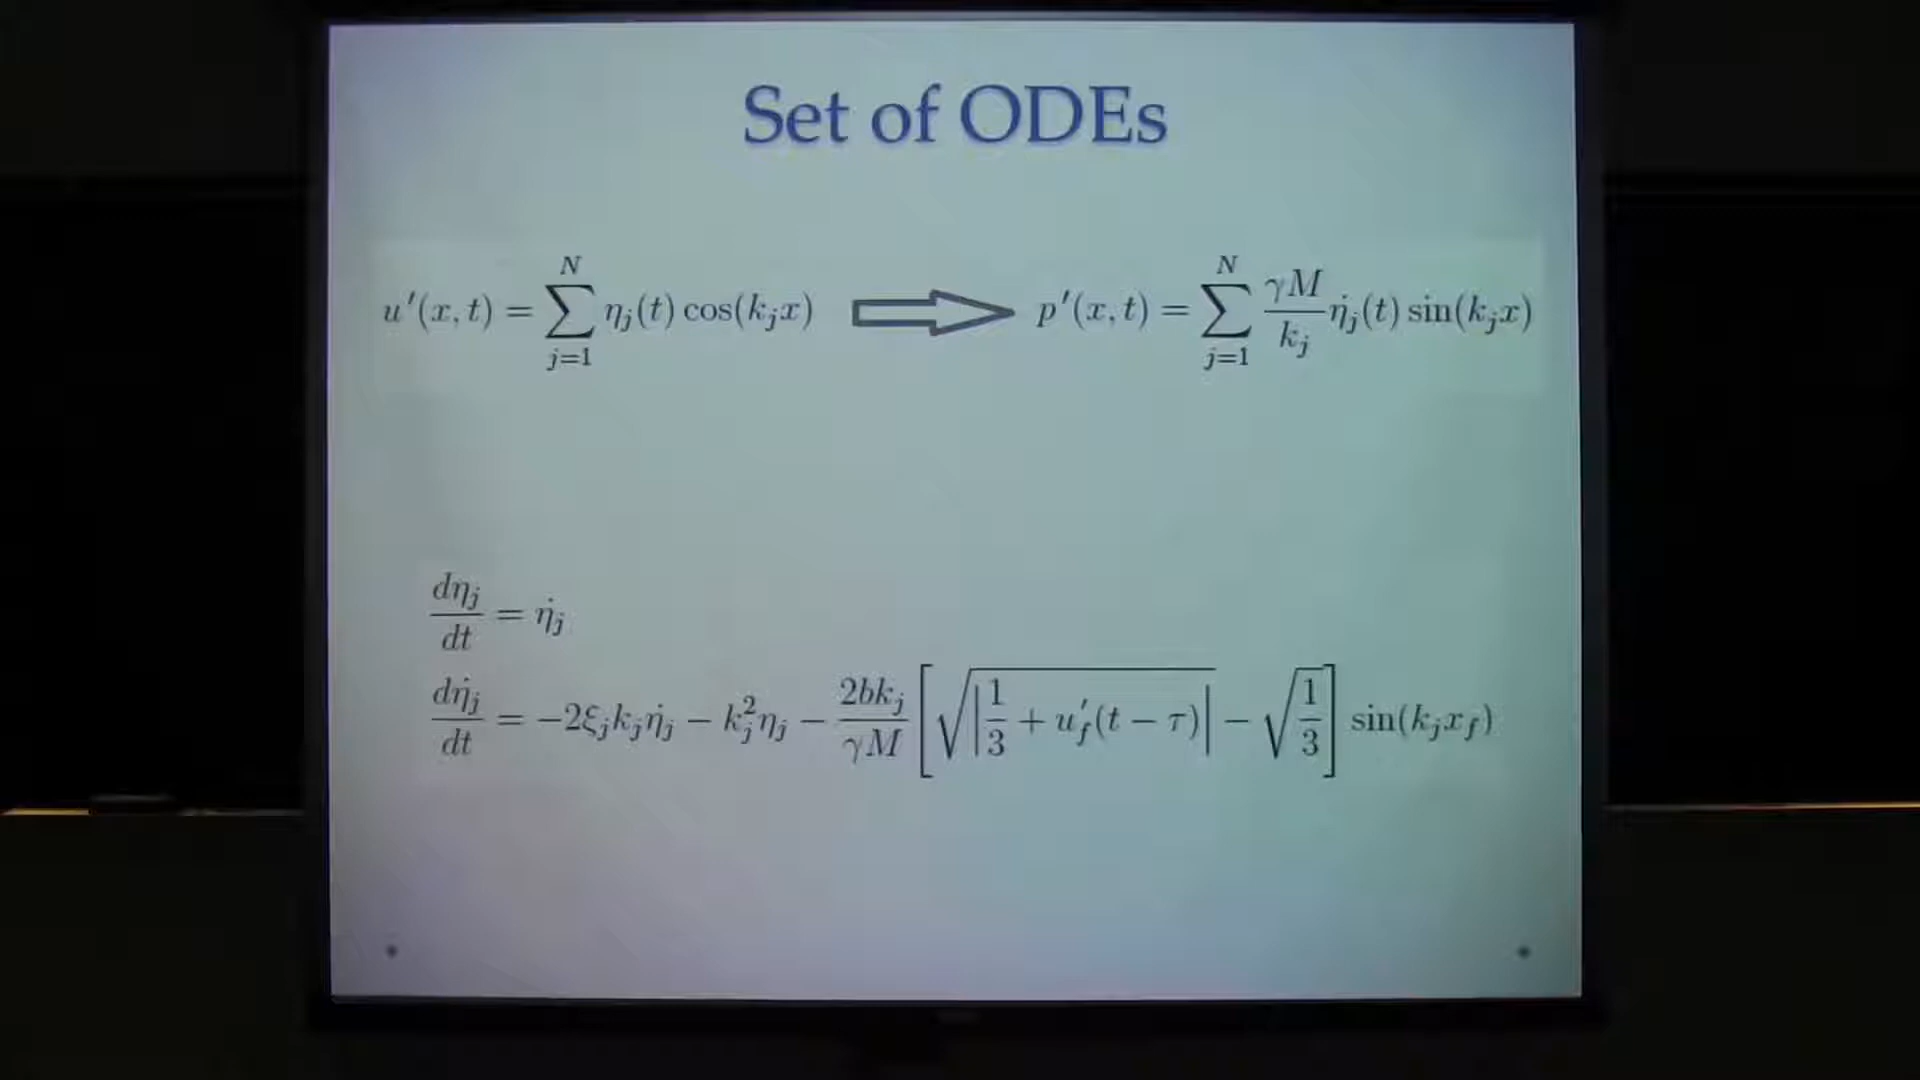 Set of ODEs
$u'(x,t) = \sum_{j=1}^{N} \eta_j(t) \cos(k_j x)$ $p'(x,t) = \sum_{j=1}^{N} \frac{\gamma M}{k_j} \dot{\eta}_j(t) \sin(k_j x)$
$\frac{d\eta_j}{dt} = \dot{\eta}_j$
$\frac{d\dot{\eta}_j}{dt} = -2\xi_j k_j \dot{\eta}_j - k_j^2 \eta_j - \frac{2bk_j}{\gamma M} \left[ \sqrt{\left| \frac{1}{3} + u_f'(t-\tau) \right|} - \sqrt{\frac{1}{3}} \right] \sin(k_j x_f)$